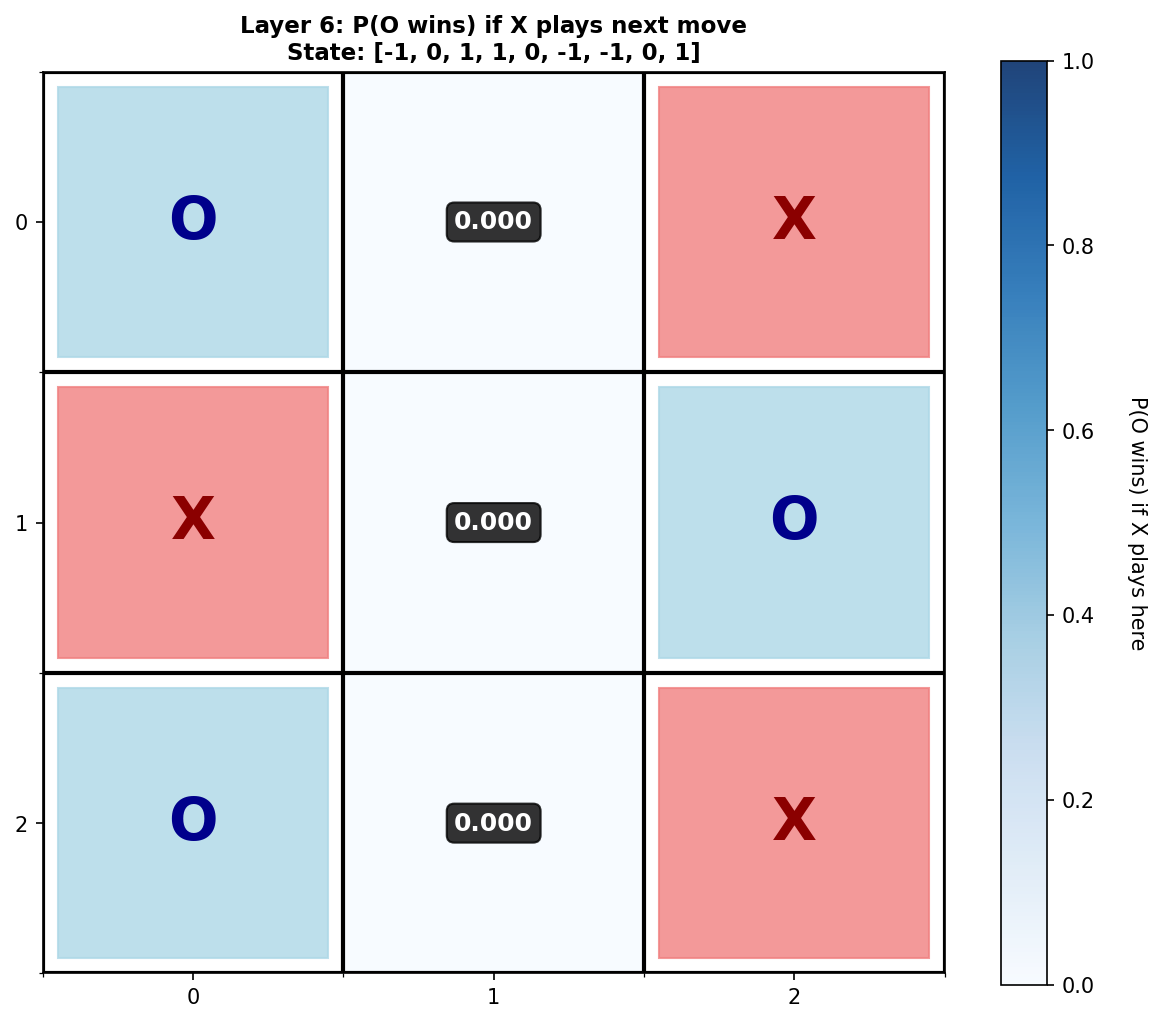 Layer 6: P(O wins) if X plays next move
State: [-1, 0, 1, 1, 0, -1, -1, 0, 1]
O 0.000 X
X 0.000 O
O 0.000 X
0
1
2
0 1 2
1.0
0.8
0.6
0.4
0.2
0.0
P(O wins) if X plays here